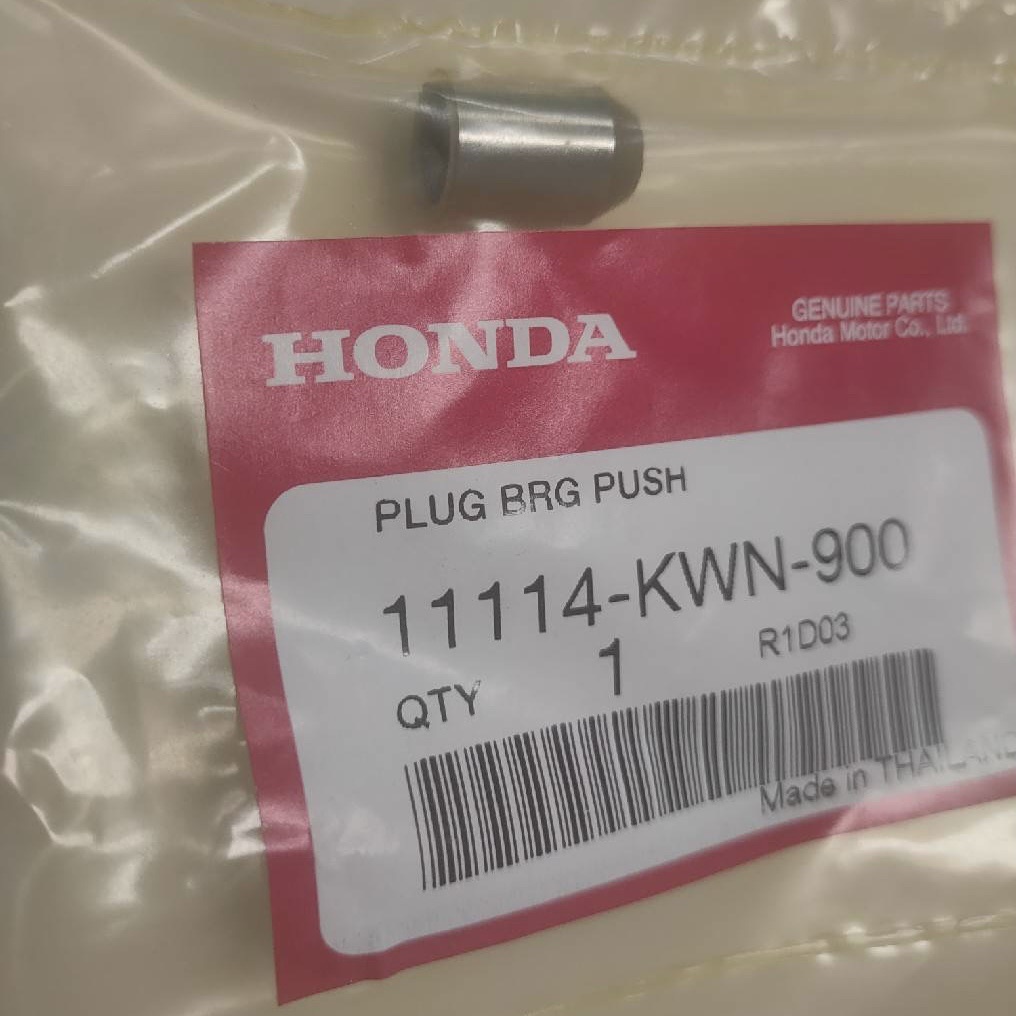 HONDA
GENUINE PARTS
Honda Motor Co., Ltd.
PLUG BRG PUSH
11114-KWN-900
QTY 1 R1D03
Made in THAILAND